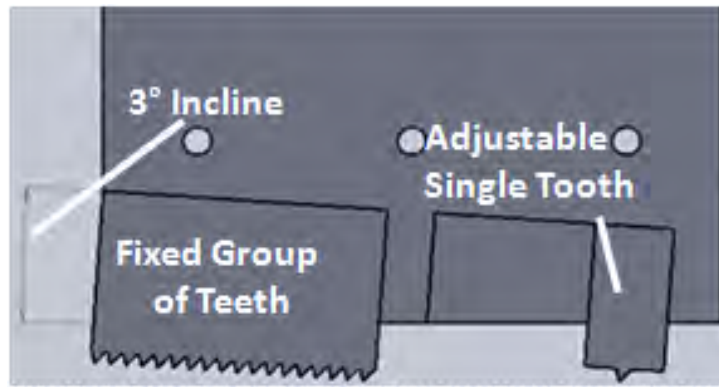 3° Incline
Adjustable
Single Tooth
Fixed Group
of Teeth